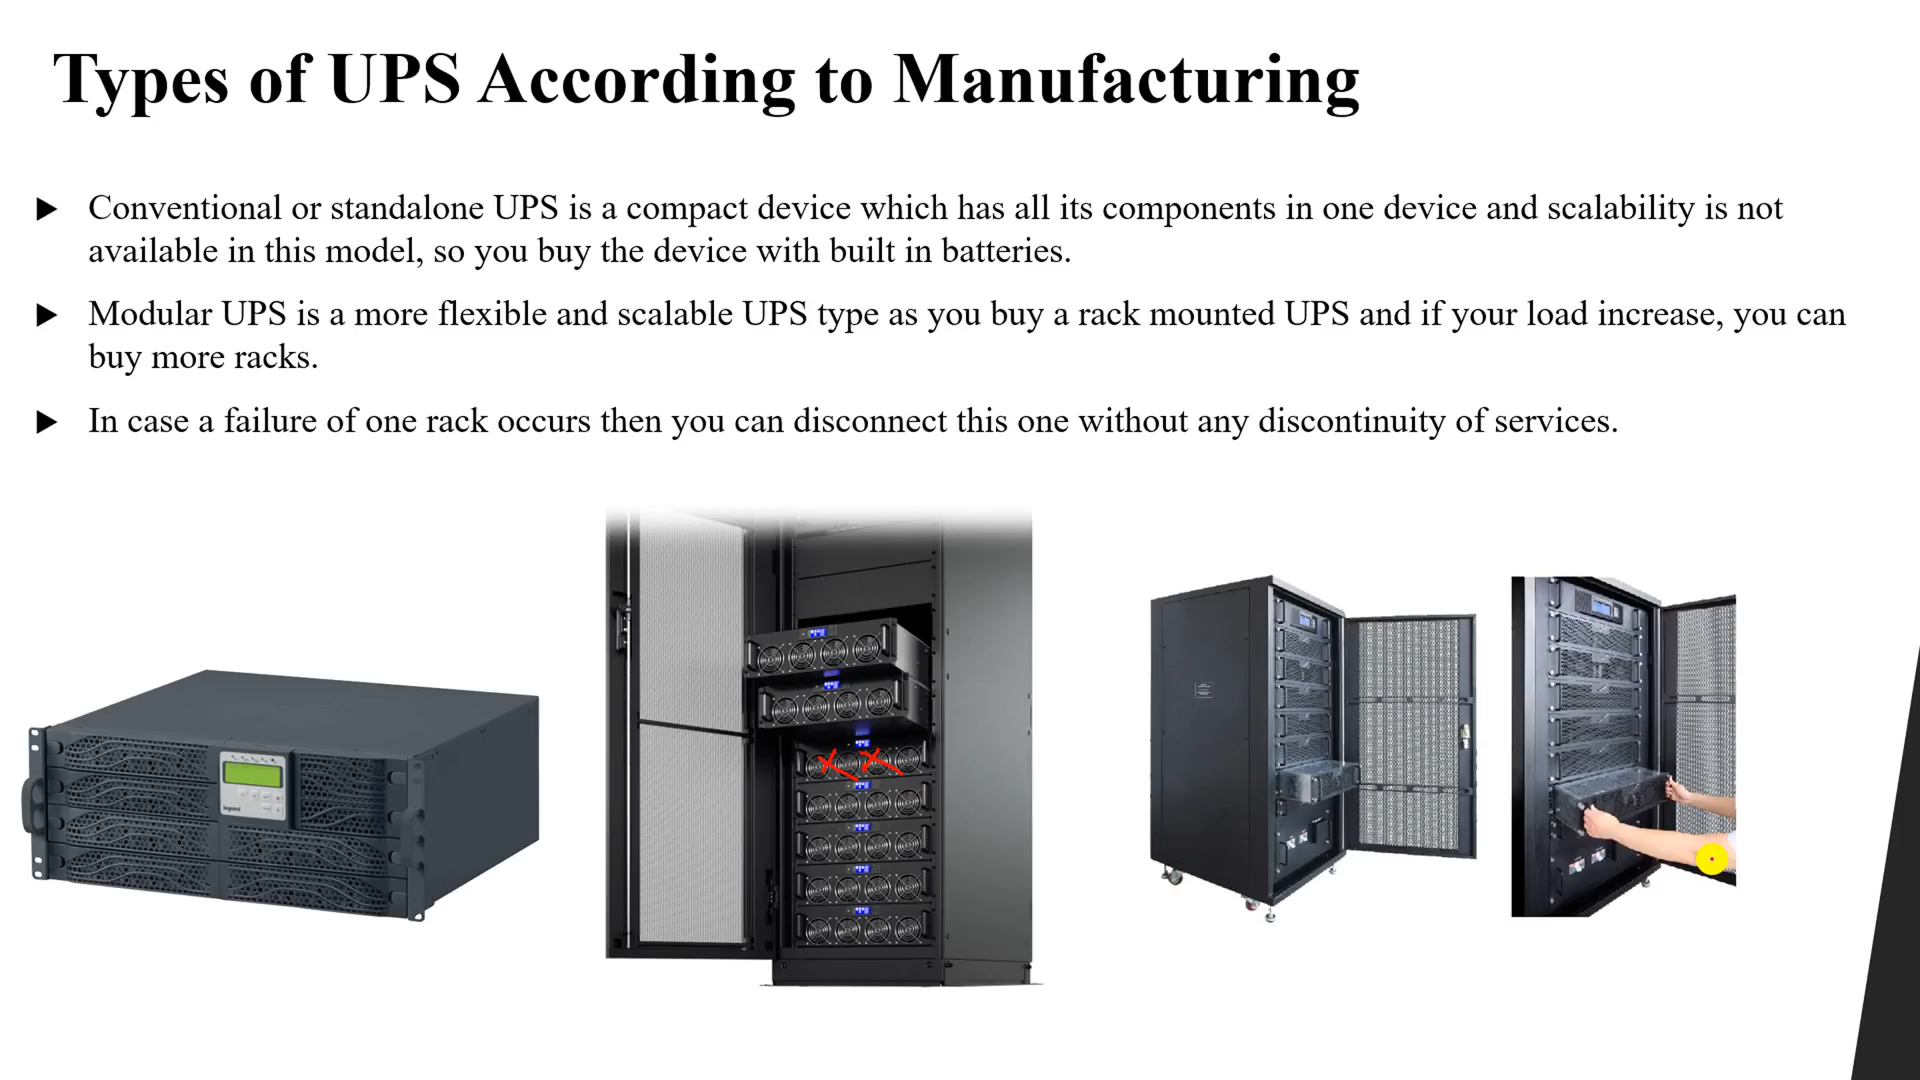 Types of UPS According to Manufacturing
Conventional or standalone UPS is a compact device which has all its components in one device and scalability is not
available in this model, so you buy the device with built in batteries.
Modular UPS is a more flexible and scalable UPS type as you buy a rack mounted UPS and if your load increase, you can
buy more racks.
In case a failure of one rack occurs then you can disconnect this one without any discontinuity of services.
legrand